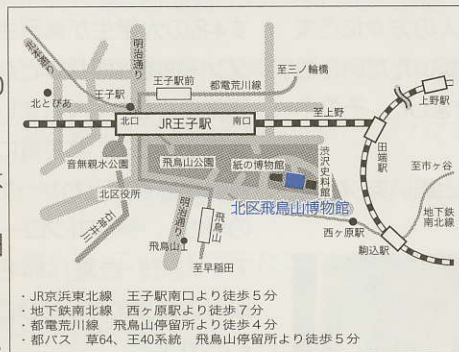 明治通り
王子駅前
至三ノ輪橋
都電荒川線
北とぴあ
王子駅
至上野
上野駅
北口
JR王子駅
南口
田端駅
音無親水公園
飛鳥山公園
紙の博物館
渋沢史料館
至市ヶ谷
北区役所
石神井川
明治通り
飛鳥山
北区飛鳥山博物館
西ヶ原駅
地下鉄
南北線
飛鳥山
駒込駅
至早稲田
・JR京浜東北線 王子駅南口より徒歩5分
・地下鉄南北線 西ヶ原駅より徒歩7分
・都電荒川線 飛鳥山停留所より徒歩4分
・都バス 草64、王40系統 飛鳥山停留所より徒歩5分